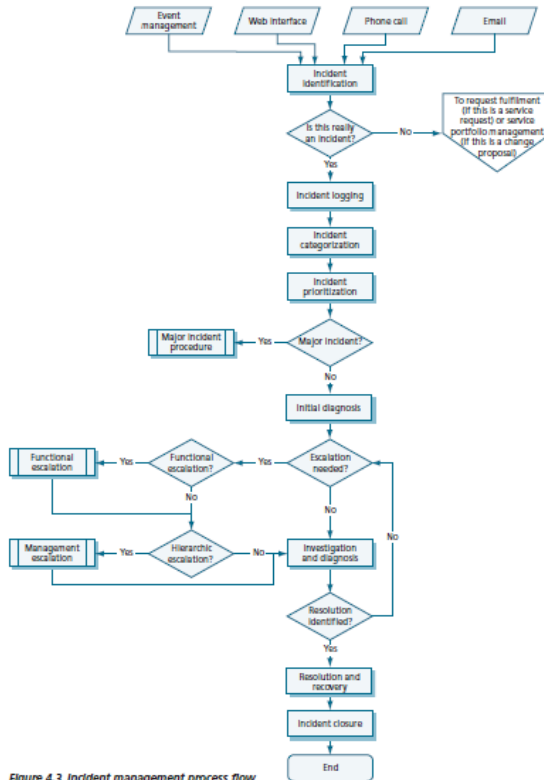 Event
management
Web interface
Phone call
Email
Incident
identification
Is this really
an incident?
No
To request fulfilment
(if this is a service
request) or service
portfolio management
(if this is a change
proposal)
Yes
Incident logging
Incident
categorization
Incident
prioritization
Major incident
procedure
Yes
Major incident?
No
Initial diagnosis
Functional
escalation
Yes
Functional
escalation?
Yes
Escalation
needed?
No
No
No
Management
escalation
Yes
Hierarchic
escalation?
No
Investigation
and diagnosis
Resolution
identified?
Yes
Resolution and
recovery
Incident closure
End
Figure 4.3 Incident management process flow